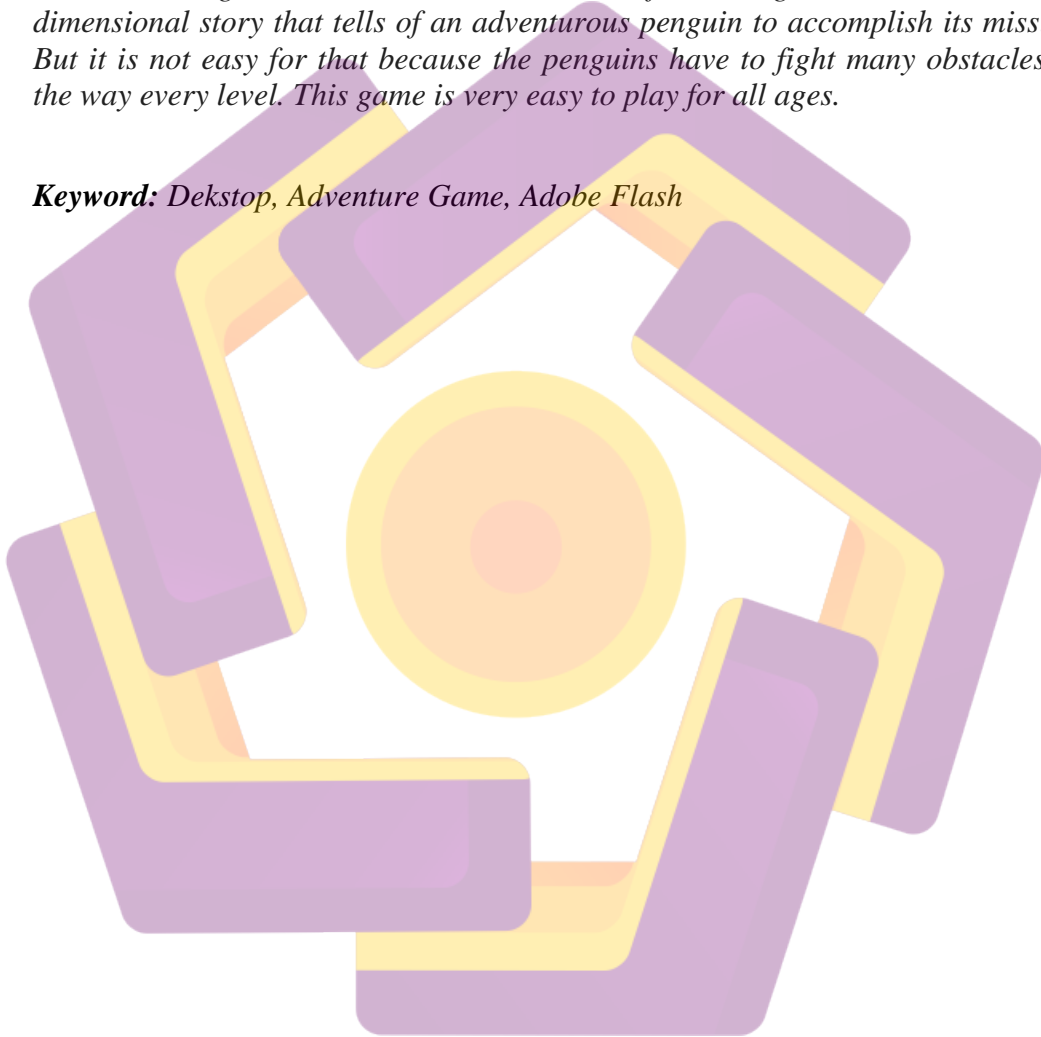 dimensional story that tells of an adventurous penguin to accomplish its miss
But it is not easy for that because the penguins have to fight many obstacles
the way every level. This game is very easy to play for all ages.
Keyword: Dekstop, Adventure Game, Adobe Flash